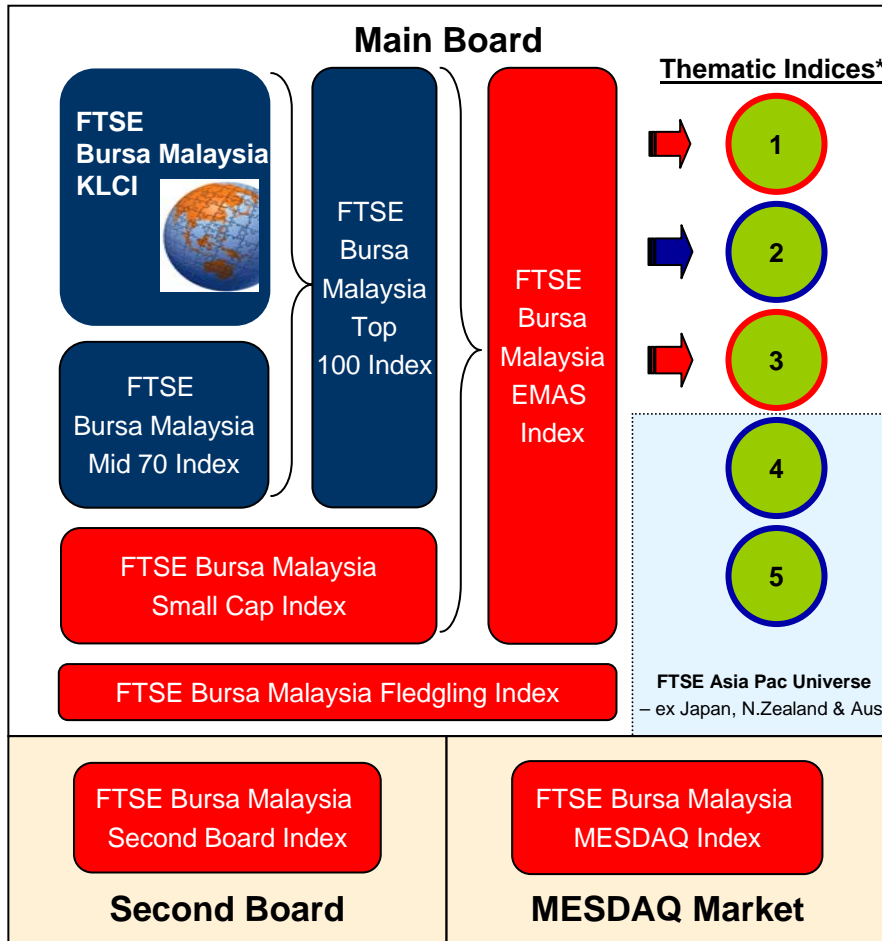 Main Board
Thematic Indices*
FTSE
Bursa Malaysia
KLCI
FTSE
Bursa Malaysia
Mid 70 Index
FTSE
Bursa
Malaysia
Top
100 Index
FTSE Bursa Malaysia
Small Cap Index
FTSE
Bursa
Malaysia
EMAS
Index
FTSE Bursa Malaysia Fledgling Index
1
2
3
4
5
FTSE Asia Pac Universe
– ex Japan, N.Zealand & Aus
FTSE Bursa Malaysia
Second Board Index
Second Board
FTSE Bursa Malaysia
MESDAQ Index
MESDAQ Market